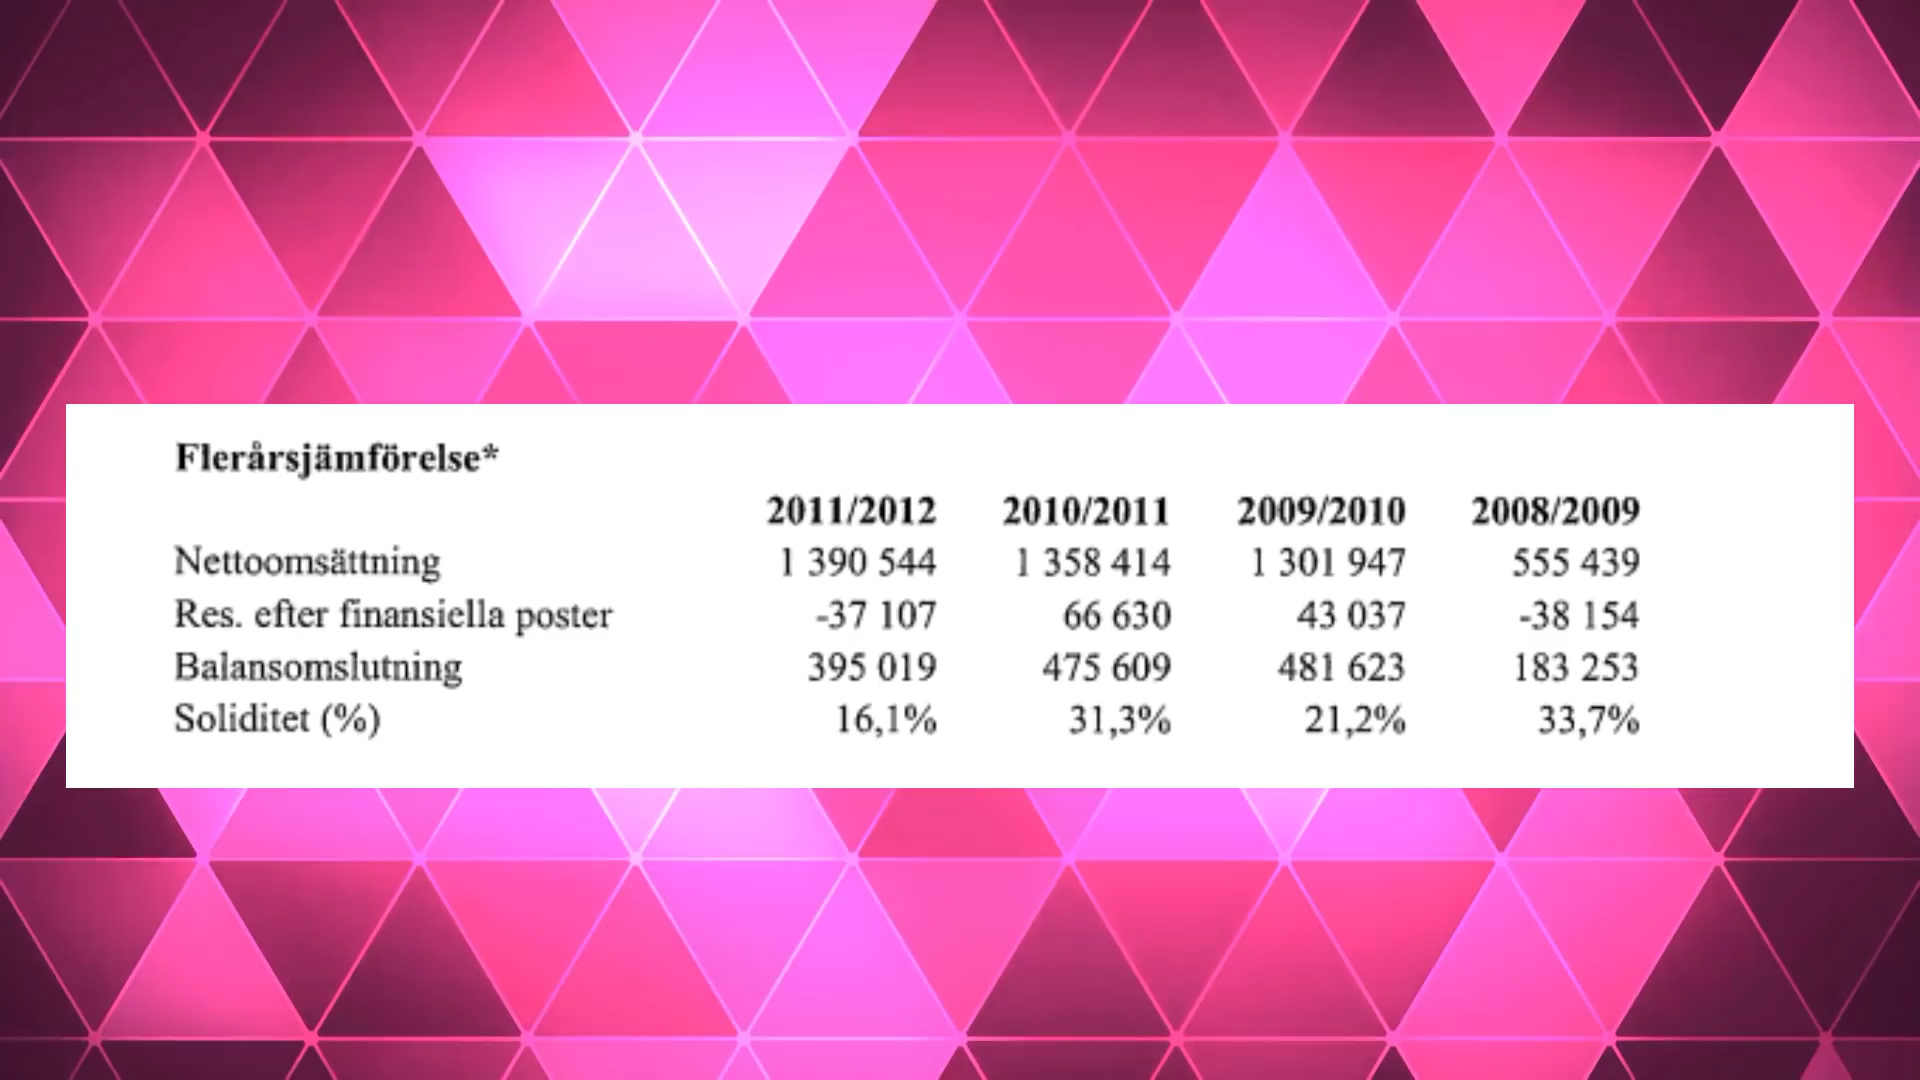 Flerårsjämförelse*
2011/2012 2010/2011 2009/2010 2008/2009
Nettoomsättning 1 390 544 1 358 414 1 301 947 555 439
Res. efter finansiella poster -37 107 66 630 43 037 -38 154
Balansomslutning 395 019 475 609 481 623 183 253
Soliditet (%) 16,1% 31,3% 21,2% 33,7%